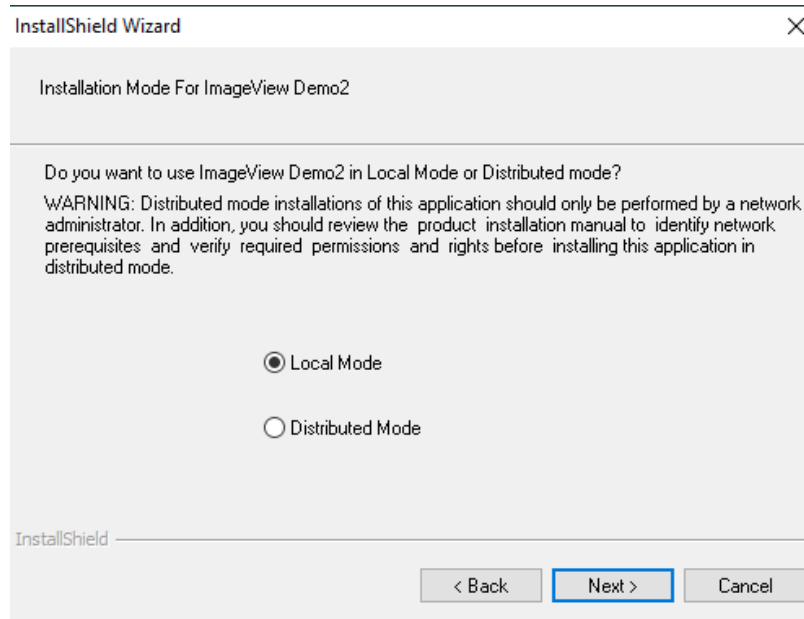 InstallShield Wizard
Installation Mode For ImageView Demo2
Do you want to use ImageView Demo2 in Local Mode or Distributed mode?
WARNING: Distributed mode installations of this application should only be performed by a network
administrator. In addition, you should review the product installation manual to identify network
prerequisites and verify required permissions and rights before installing this application in
distributed mode.
Local Mode
Distributed Mode
InstallShield
< Back Next > Cancel